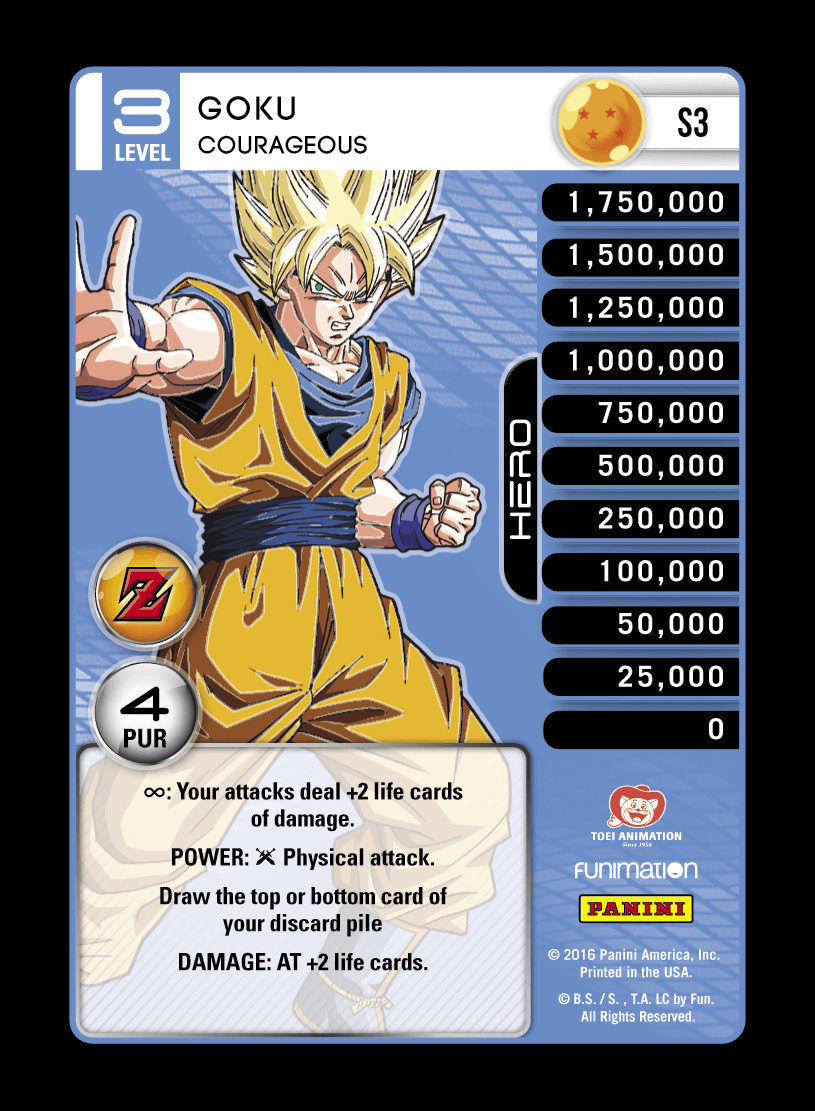 3
LEVEL
GOKU
COURAGEOUS
S3
1,750,000
1,500,000
1,250,000
1,000,000
750,000
500,000
250,000
100,000
50,000
25,000
0
HERO
Z
4
PUR
∞: Your attacks deal +2 life cards
of damage.
POWER: Physical attack.
Draw the top or bottom card of
your discard pile
DAMAGE: AT +2 life cards.
TOEI ANIMATION
Since 1956
FUNIMATION
PANINI
© 2016 Panini America, Inc.
Printed in the USA.
© B.S. / S. , T.A. LC by Fun.
All Rights Reserved.